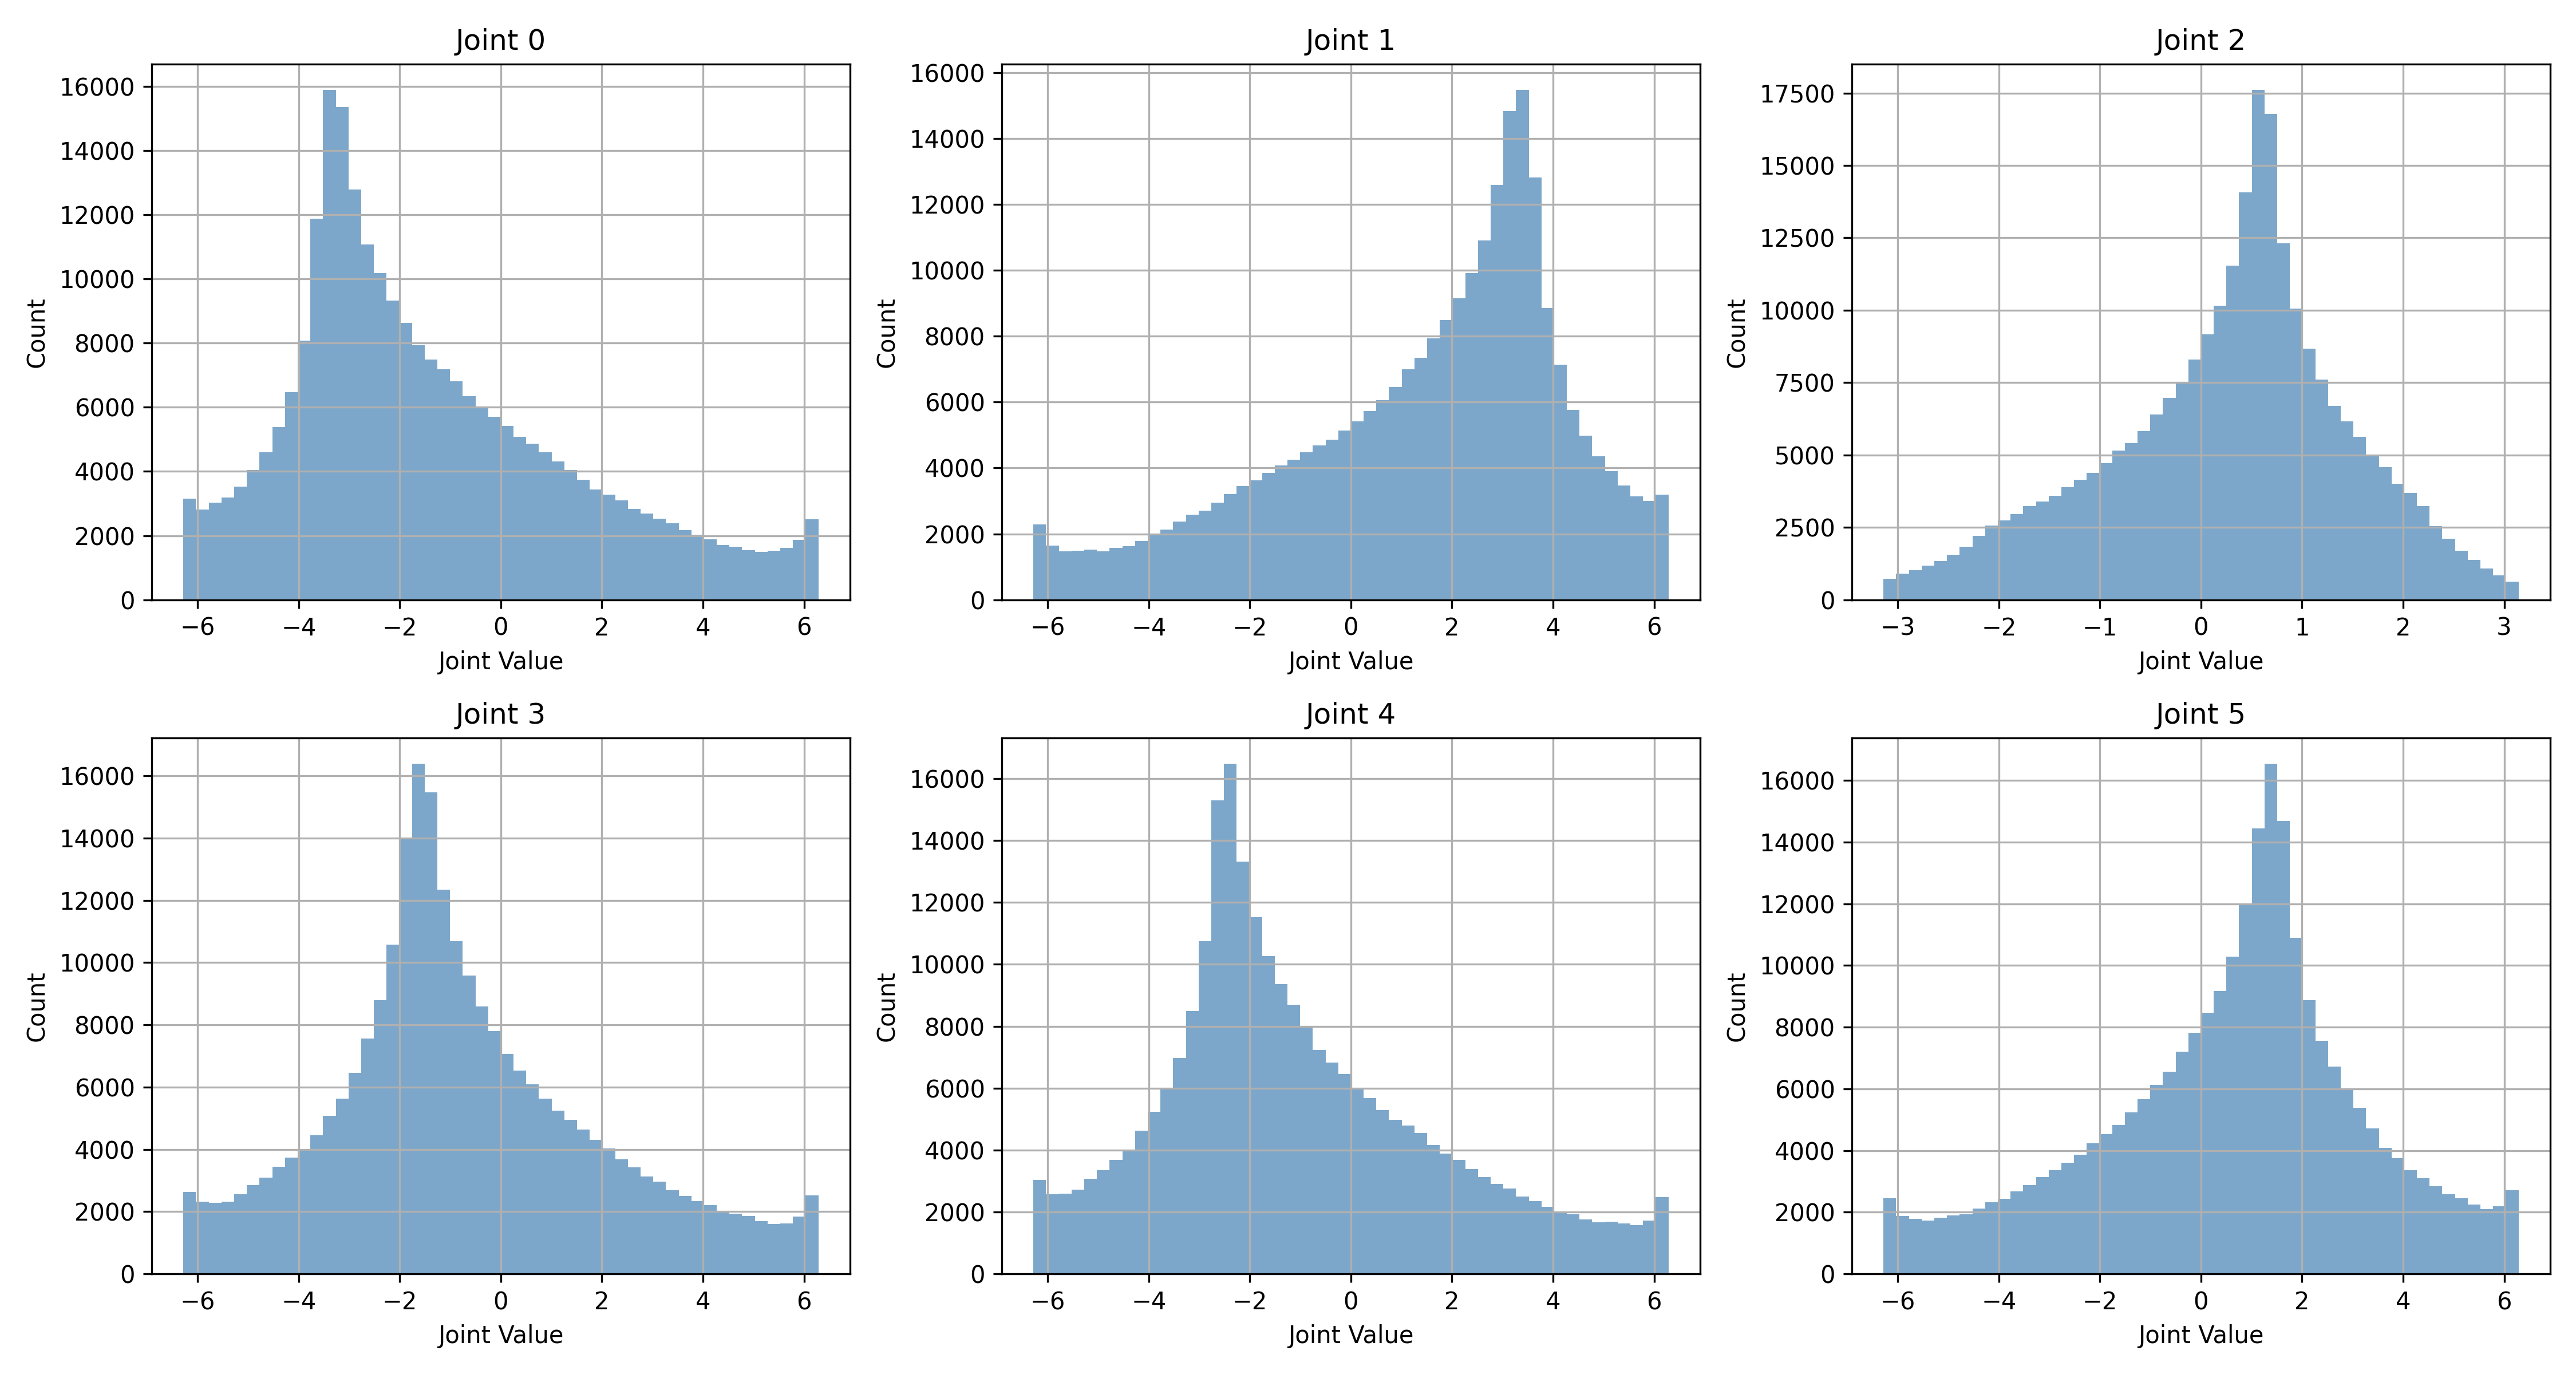 Joint 0 Joint 1 Joint 2
16000 16000 17500
14000 14000 15000
12000 12000 12500
10000 10000 10000
8000 8000 7500
6000 6000 5000
4000 4000 2500
2000 2000 0
0 0
Count Count Count
−6 −4 −2 0 2 4 6 −6 −4 −2 0 2 4 6 −3 −2 −1 0 1 2 3
Joint Value Joint Value Joint Value
Joint 3 Joint 4 Joint 5
16000 16000 16000
14000 14000 14000
12000 12000 12000
10000 10000 10000
8000 8000 8000
6000 6000 6000
4000 4000 4000
2000 2000 2000
0 0 0
Count Count Count
−6 −4 −2 0 2 4 6 −6 −4 −2 0 2 4 6 −6 −4 −2 0 2 4 6
Joint Value Joint Value Joint Value